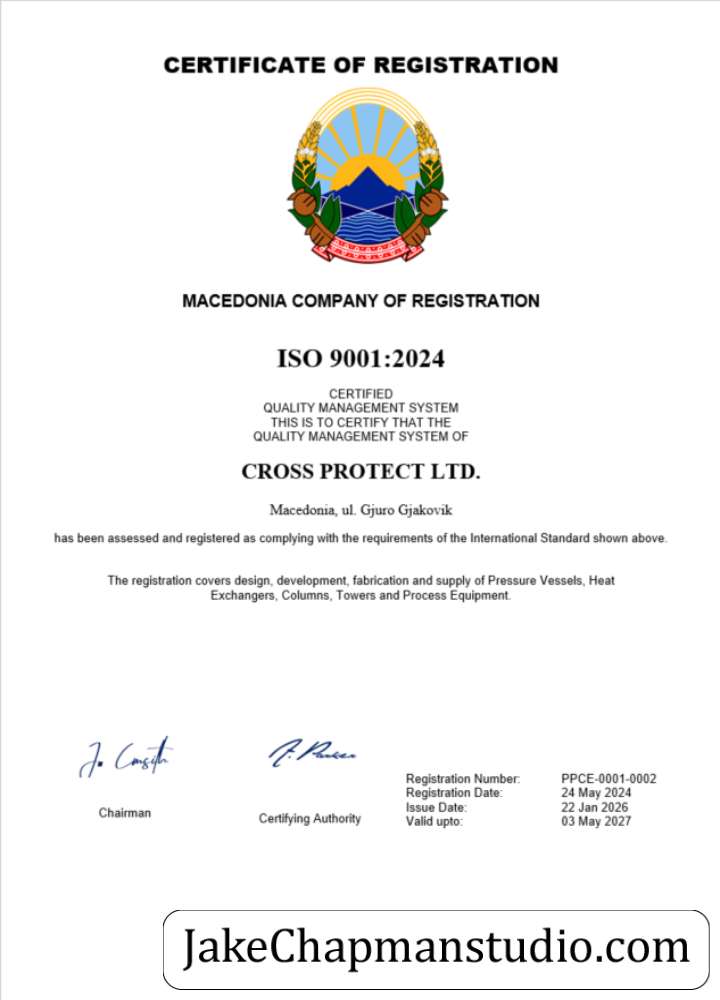 CERTIFICATE OF REGISTRATION
MACEDONIA COMPANY OF REGISTRATION
ISO 9001:2024
CERTIFIED
QUALITY MANAGEMENT SYSTEM
THIS IS TO CERTIFY THAT THE
QUALITY MANAGEMENT SYSTEM OF
CROSS PROTECT LTD.
Macedonia, ul. Gjuro Gjakovik
has been assessed and registered as complying with the requirements of the International Standard shown above.
The registration covers design, development, fabrication and supply of Pressure Vessels, Heat
Exchangers, Columns, Towers and Process Equipment.
Chairman
Certifying Authority
Registration Number: PPCE-0001-0002
Registration Date: 24 May 2024
Issue Date: 22 Jan 2026
Valid upto: 03 May 2027
JakeChapmanstudio.com